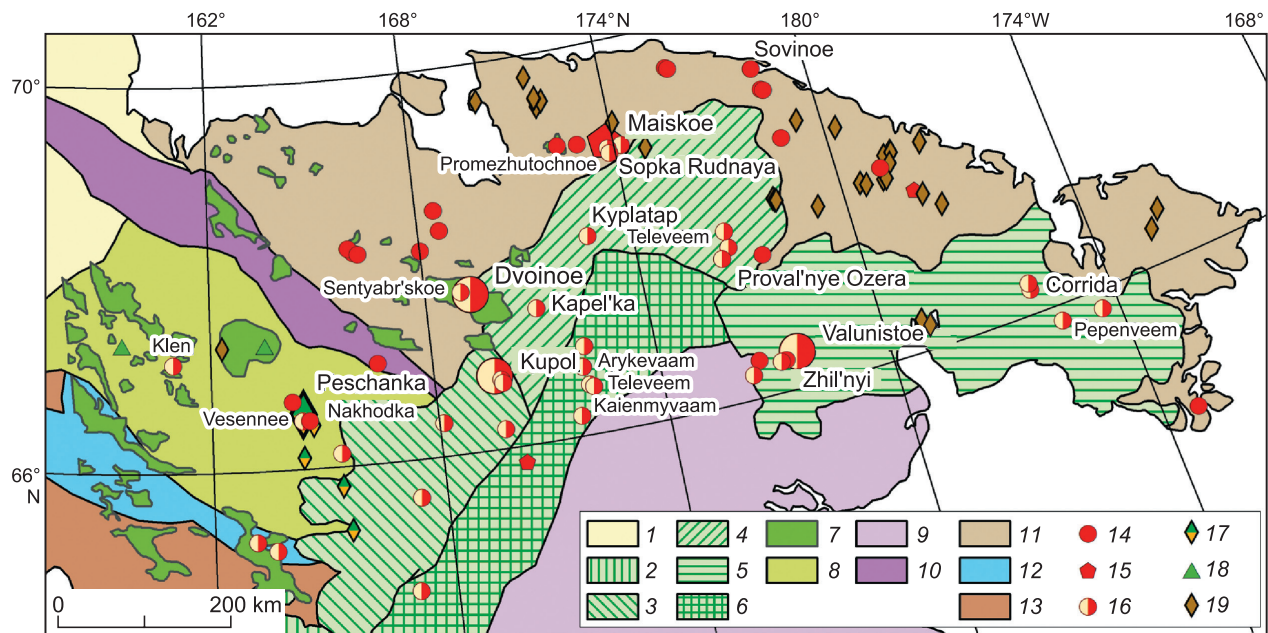 162° 168° 174°N 180° 174°W 168°
Sovinoe
70°
Maiskoe
Promezhutochnoe
Sopka Rudnaya
Kyplatap
Televeem
Dvoinoe
Proval'nye Ozera
Sentyabr'skoe
Corrida
Kapel'ka
Pepenveem
Valunistoe
Klen
Kupol
Arykevaam
Peschanka
Televeem
Zhil'nyi
Nakhodka
Kaienmyvaam
Vesennee
66°
N
1 4 7 9 11 14 17
2 5 8 10 12 15 18
3 6 13 16 19
0 200 km